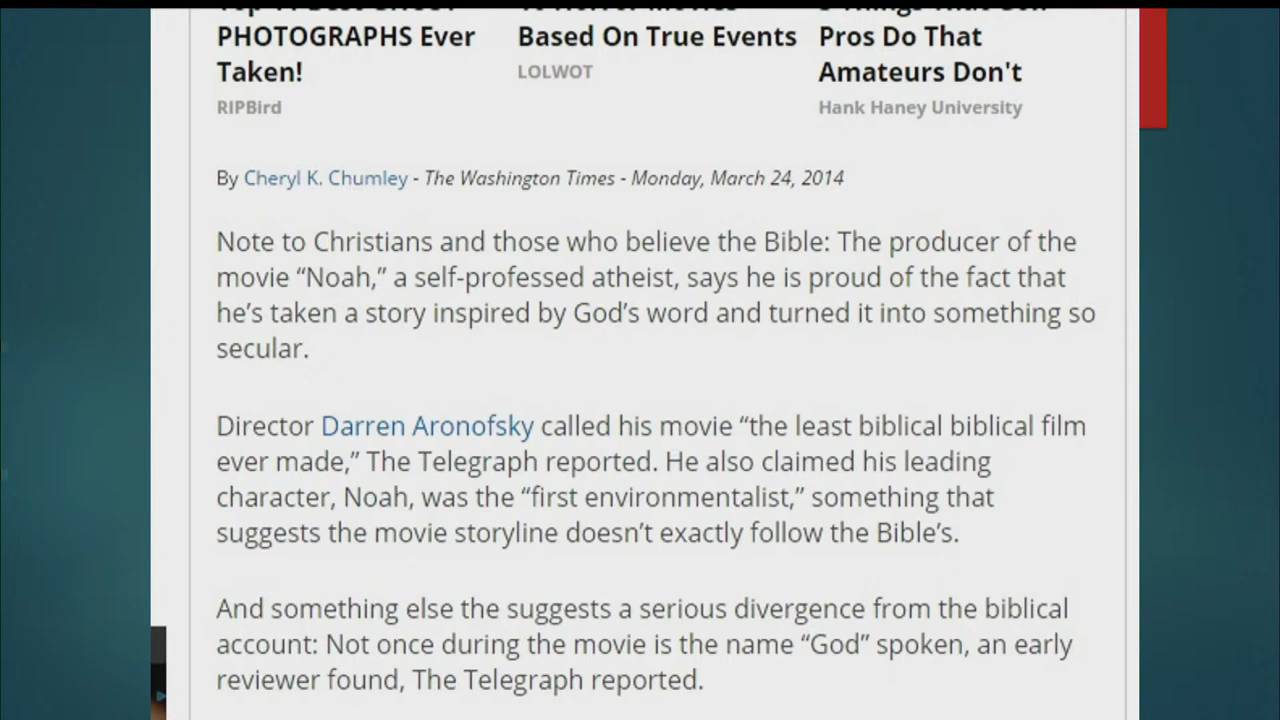 PHOTOGRAPHS Ever
Taken!
RIPBird
Based On True Events
LOLWOT
Pros Do That
Amateurs Don't
Hank Haney University
By Cheryl K. Chumley - The Washington Times - Monday, March 24, 2014
Note to Christians and those who believe the Bible: The producer of the
movie “Noah,” a self-professed atheist, says he is proud of the fact that
he’s taken a story inspired by God’s word and turned it into something so
secular.
Director Darren Aronofsky called his movie “the least biblical biblical film
ever made,” The Telegraph reported. He also claimed his leading
character, Noah, was the “first environmentalist,” something that
suggests the movie storyline doesn’t exactly follow the Bible’s.
And something else the suggests a serious divergence from the biblical
account: Not once during the movie is the name “God” spoken, an early
reviewer found, The Telegraph reported.